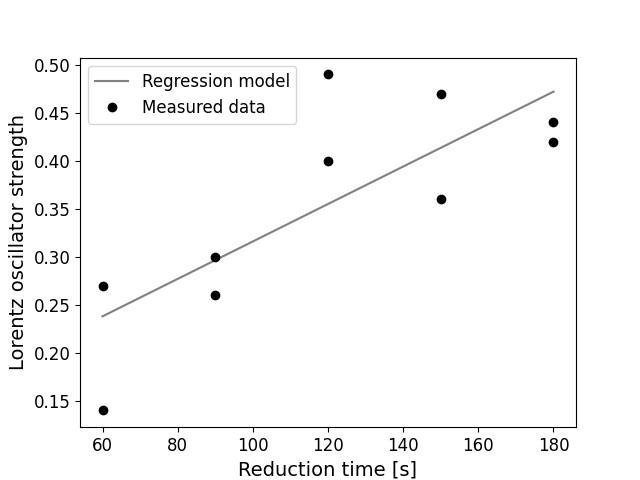 Regression model
Measured data
Lorentz oscillator strength
0.50
0.45
0.40
0.35
0.30
0.25
0.20
0.15
60 80 100 120 140 160 180
Reduction time [s]